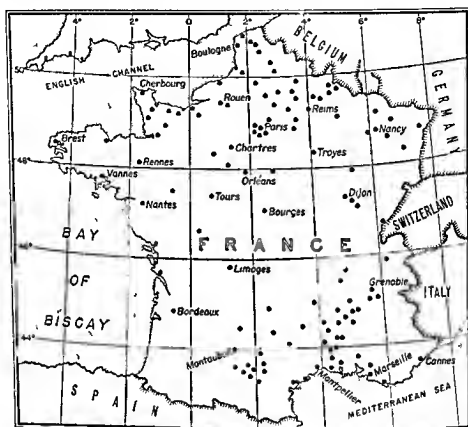 4° 2° 0° 2° 4° 6° 8°
BELGIUM
Boulogne
50°
ENGLISH CHANNEL
Cherbourg
Rouen
Reims
GERMANY
Paris
Nancy
Brest
Chartres
Troyes
48°
Rennes
Orléans
Vannes
Tours
Dijon
Nantes
Bourges
SWITZERLAND
BAY
FRANCE
46°
Limoges
OF
Grenoble
ITALY
Bordeaux
BISCAY
44°
Montauban
Marseille
Cannes
Montpellier
SPAIN
MEDITERRANEAN SEA